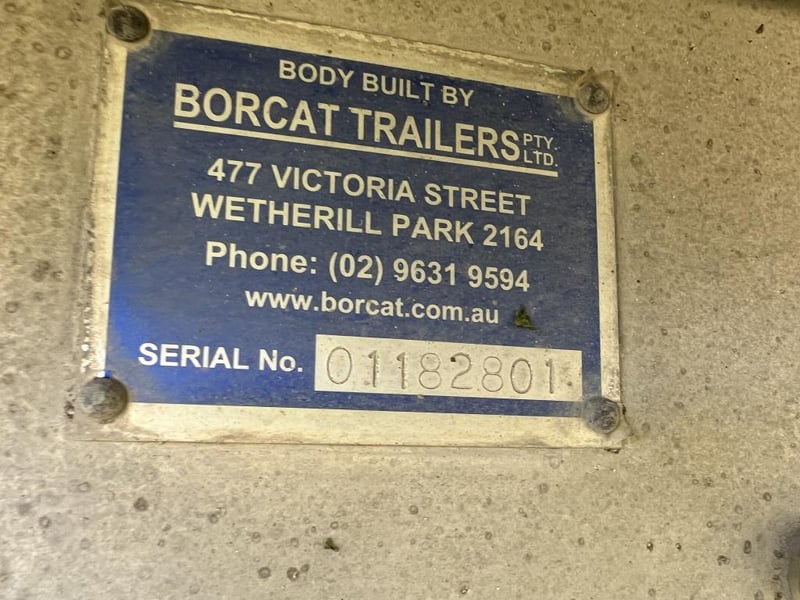 BODY BUILT BY
BORCAT TRAILERS PTY. LTD.
477 VICTORIA STREET
WETHERILL PARK 2164
Phone: (02) 9631 9594
www.borcat.com.au
SERIAL No. 01182801